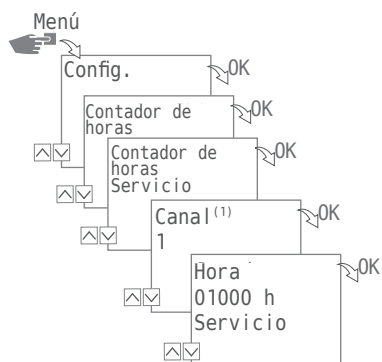 Menú
Config.
OK
Contador de
horas
OK
Contador de
horas
Servicio
OK
Canal(1)
1
OK
Hora
01000 h
Servicio
OK